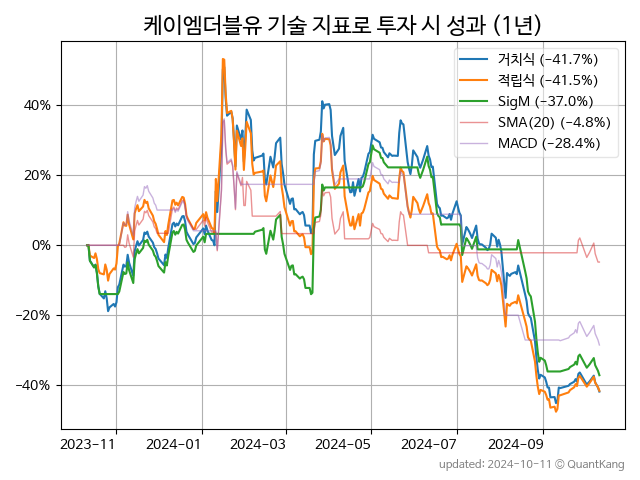 케이엠더블유 기술 지표로 투자 시 성과 (1년)
거치식 (−41.7%)
적립식 (−41.5%)
SigM (−37.0%)
SMA(20) (−4.8%)
MACD (−28.4%)
40%
20%
0%
−20%
−40%
2023-11 2024-01 2024-03 2024-05 2024-07 2024-09
updated: 2024-10-11 © QuantKang